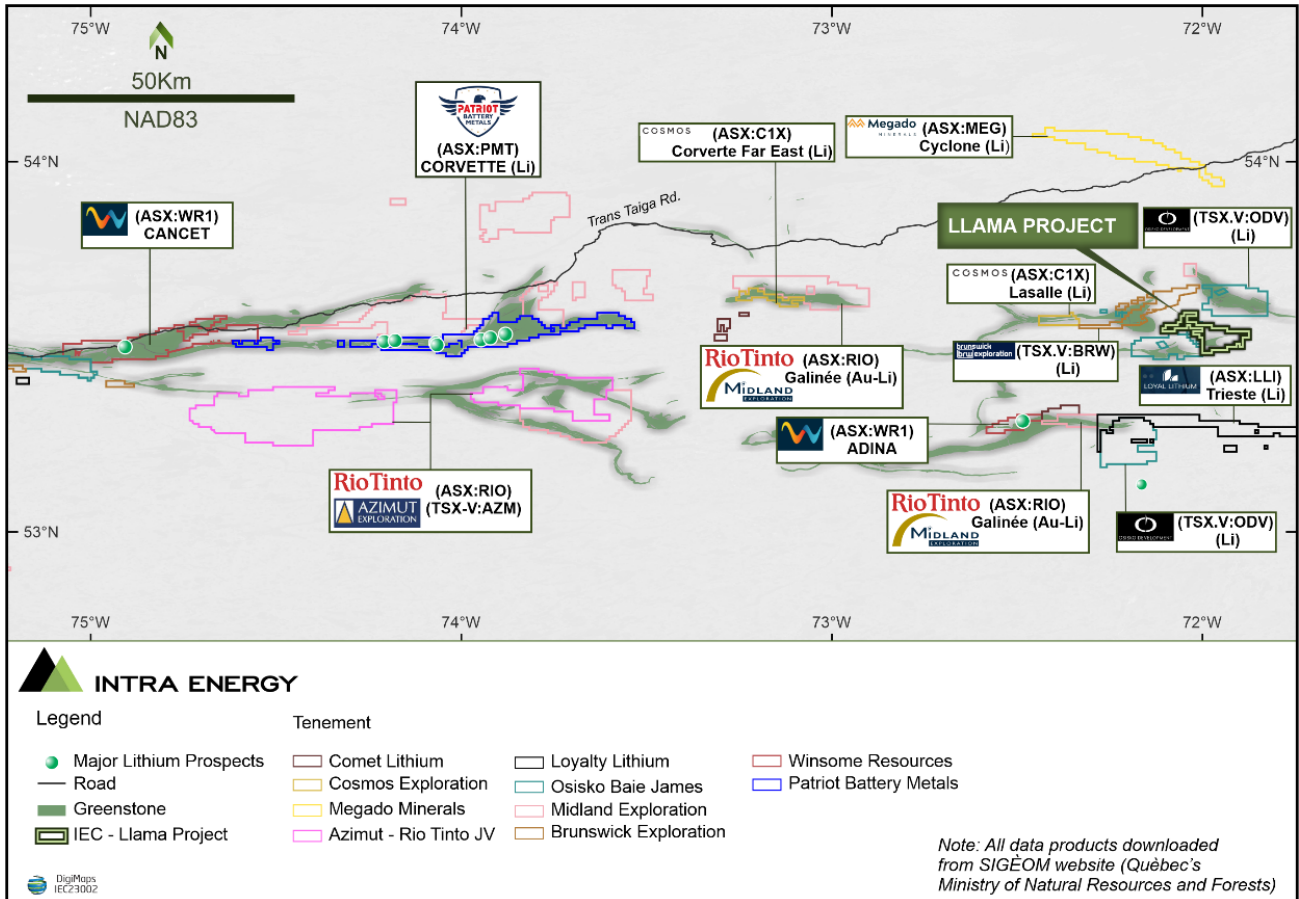 75°W
74°W
73°W
72°W
N
50Km
NAD83
PATRIOT
BATTERY
METALS
(ASX:PMT)
CORVETTE (Li)
COSMOS
(ASX:C1X)
Corverte Far East (Li)
Megado
MINERALS
(ASX:MEG)
Cyclone (Li)
54°N
54°N
(ASX:WR1)
CANCET
Trans Taiga Rd.
LLAMA PROJECT
OSISKO DEVELOPMENT
(TSX.V:ODV)
(Li)
COSMOS
(ASX:C1X)
Lasalle (Li)
RioTinto
MIDLAND
EXPLORATION
(ASX:RIO)
Galinée (Au-Li)
brunswick
brw exploration
(TSX.V:BRW)
(Li)
LOYAL LITHIUM
(ASX:LLI)
Trieste (Li)
(ASX:WR1)
ADINA
RioTinto
AZIMUT
EXPLORATION
(ASX:RIO)
(TSX-V:AZM)
RioTinto
MIDLAND
EXPLORATION
(ASX:RIO)
Galinée (Au-Li)
OSISKO DEVELOPMENT
(TSX.V:ODV)
(Li)
53°N
53°N
75°W
74°W
73°W
72°W
INTRA ENERGY
Legend
Major Lithium Prospects
Road
Greenstone
IEC - Llama Project
Tenement
Comet Lithium
Cosmos Exploration
Megado Minerals
Azimut - Rio Tinto JV
Loyalty Lithium
Osisko Baie James
Midland Exploration
Brunswick Exploration
Winsome Resources
Patriot Battery Metals
Note: All data products downloaded
from SIGÈOM website (Quèbec's
Ministry of Natural Resources and Forests)
DigiMaps
IEC23002